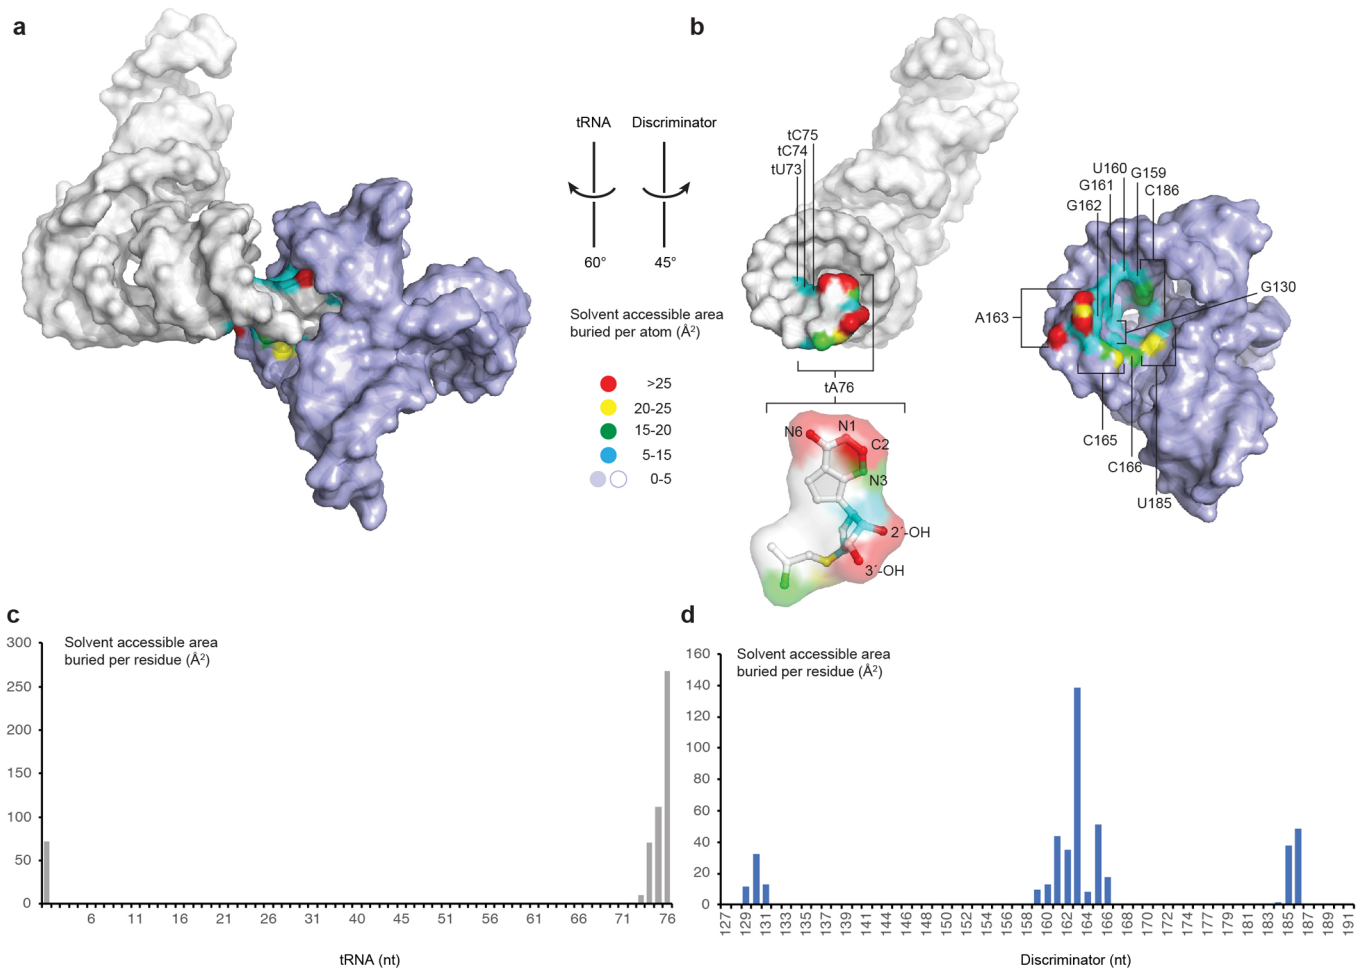 a
tRNA
Discriminator
60°
45°
Solvent accessible area
buried per atom (Å²)
>25
20-25
15-20
5-15
0-5
b
tC75
tC74
tU73
tA76
N6
N1
C2
N3
2´-OH
3´-OH
U160
G159
G161
C186
G162
G130
A163
C165
C166
U185
c
Solvent accessible area
buried per residue (Å²)
300
250
200
150
100
50
0
6 11 16 21 26 31 36 40 45 51 56 61 66 71 76
tRNA (nt)
d
Solvent accessible area
buried per residue (Å²)
160
140
120
100
80
60
40
20
0
127 129 131 133 135 137 139 141 144 146 148 150 152 154 156 158 160 162 164 166 168 170 172 174 177 179 181 183 185 187 189 191
Discriminator (nt)